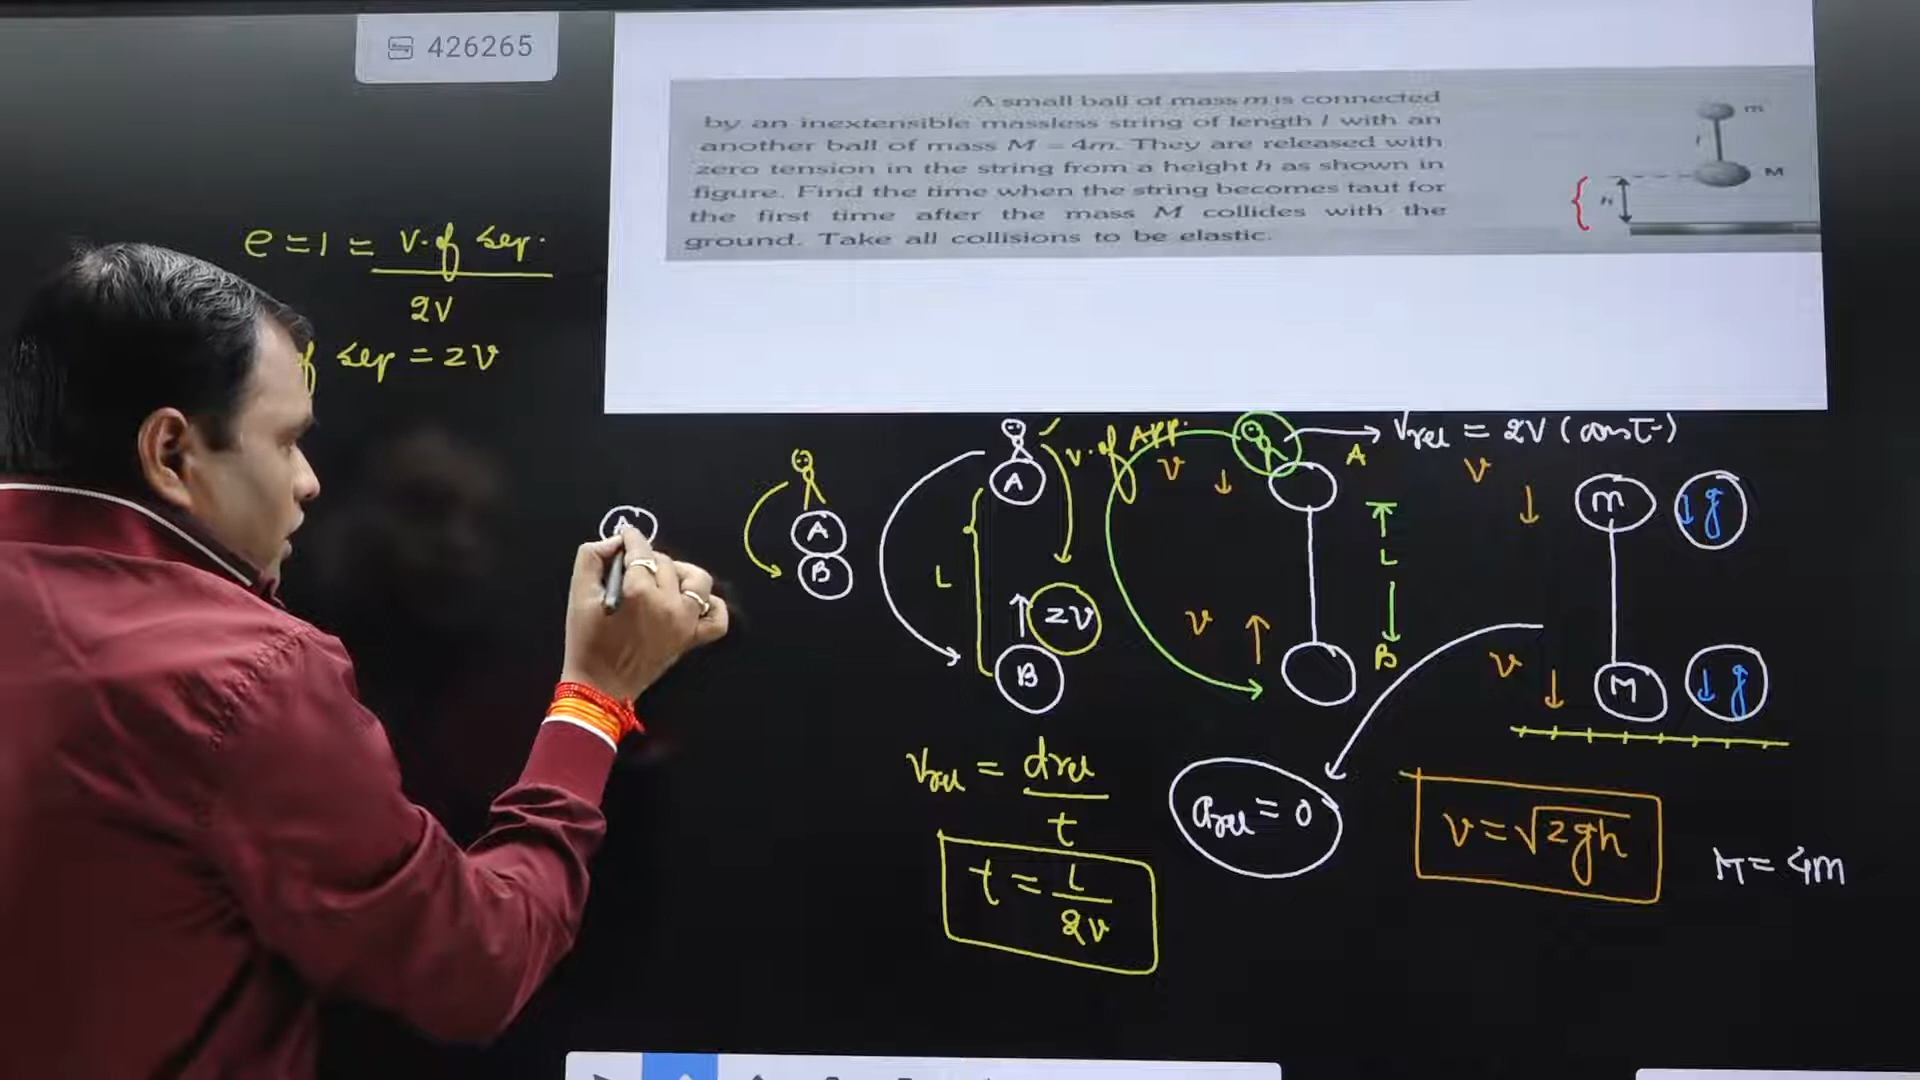 426265
A small ball of mass m is connected
by an inextensible massless string of length l with an
another ball of mass M = 4m. They are released with
zero tension in the string from a height h as shown in
figure. Find the time when the string becomes taut for
the first time after the mass M collides with the
ground. Take all collisions to be elastic.
m
l
M
h
e = 1 = v. of sep.
2v
of sep = 2v
A
A
B
A
L
2v
B
v. of App.
v
A
L
v
B
Vrel = 2v (const)
v
m
g
v
M
g
Vrel = drel
t
t = L
2v
arel = 0
v = √2gh
M = 4m